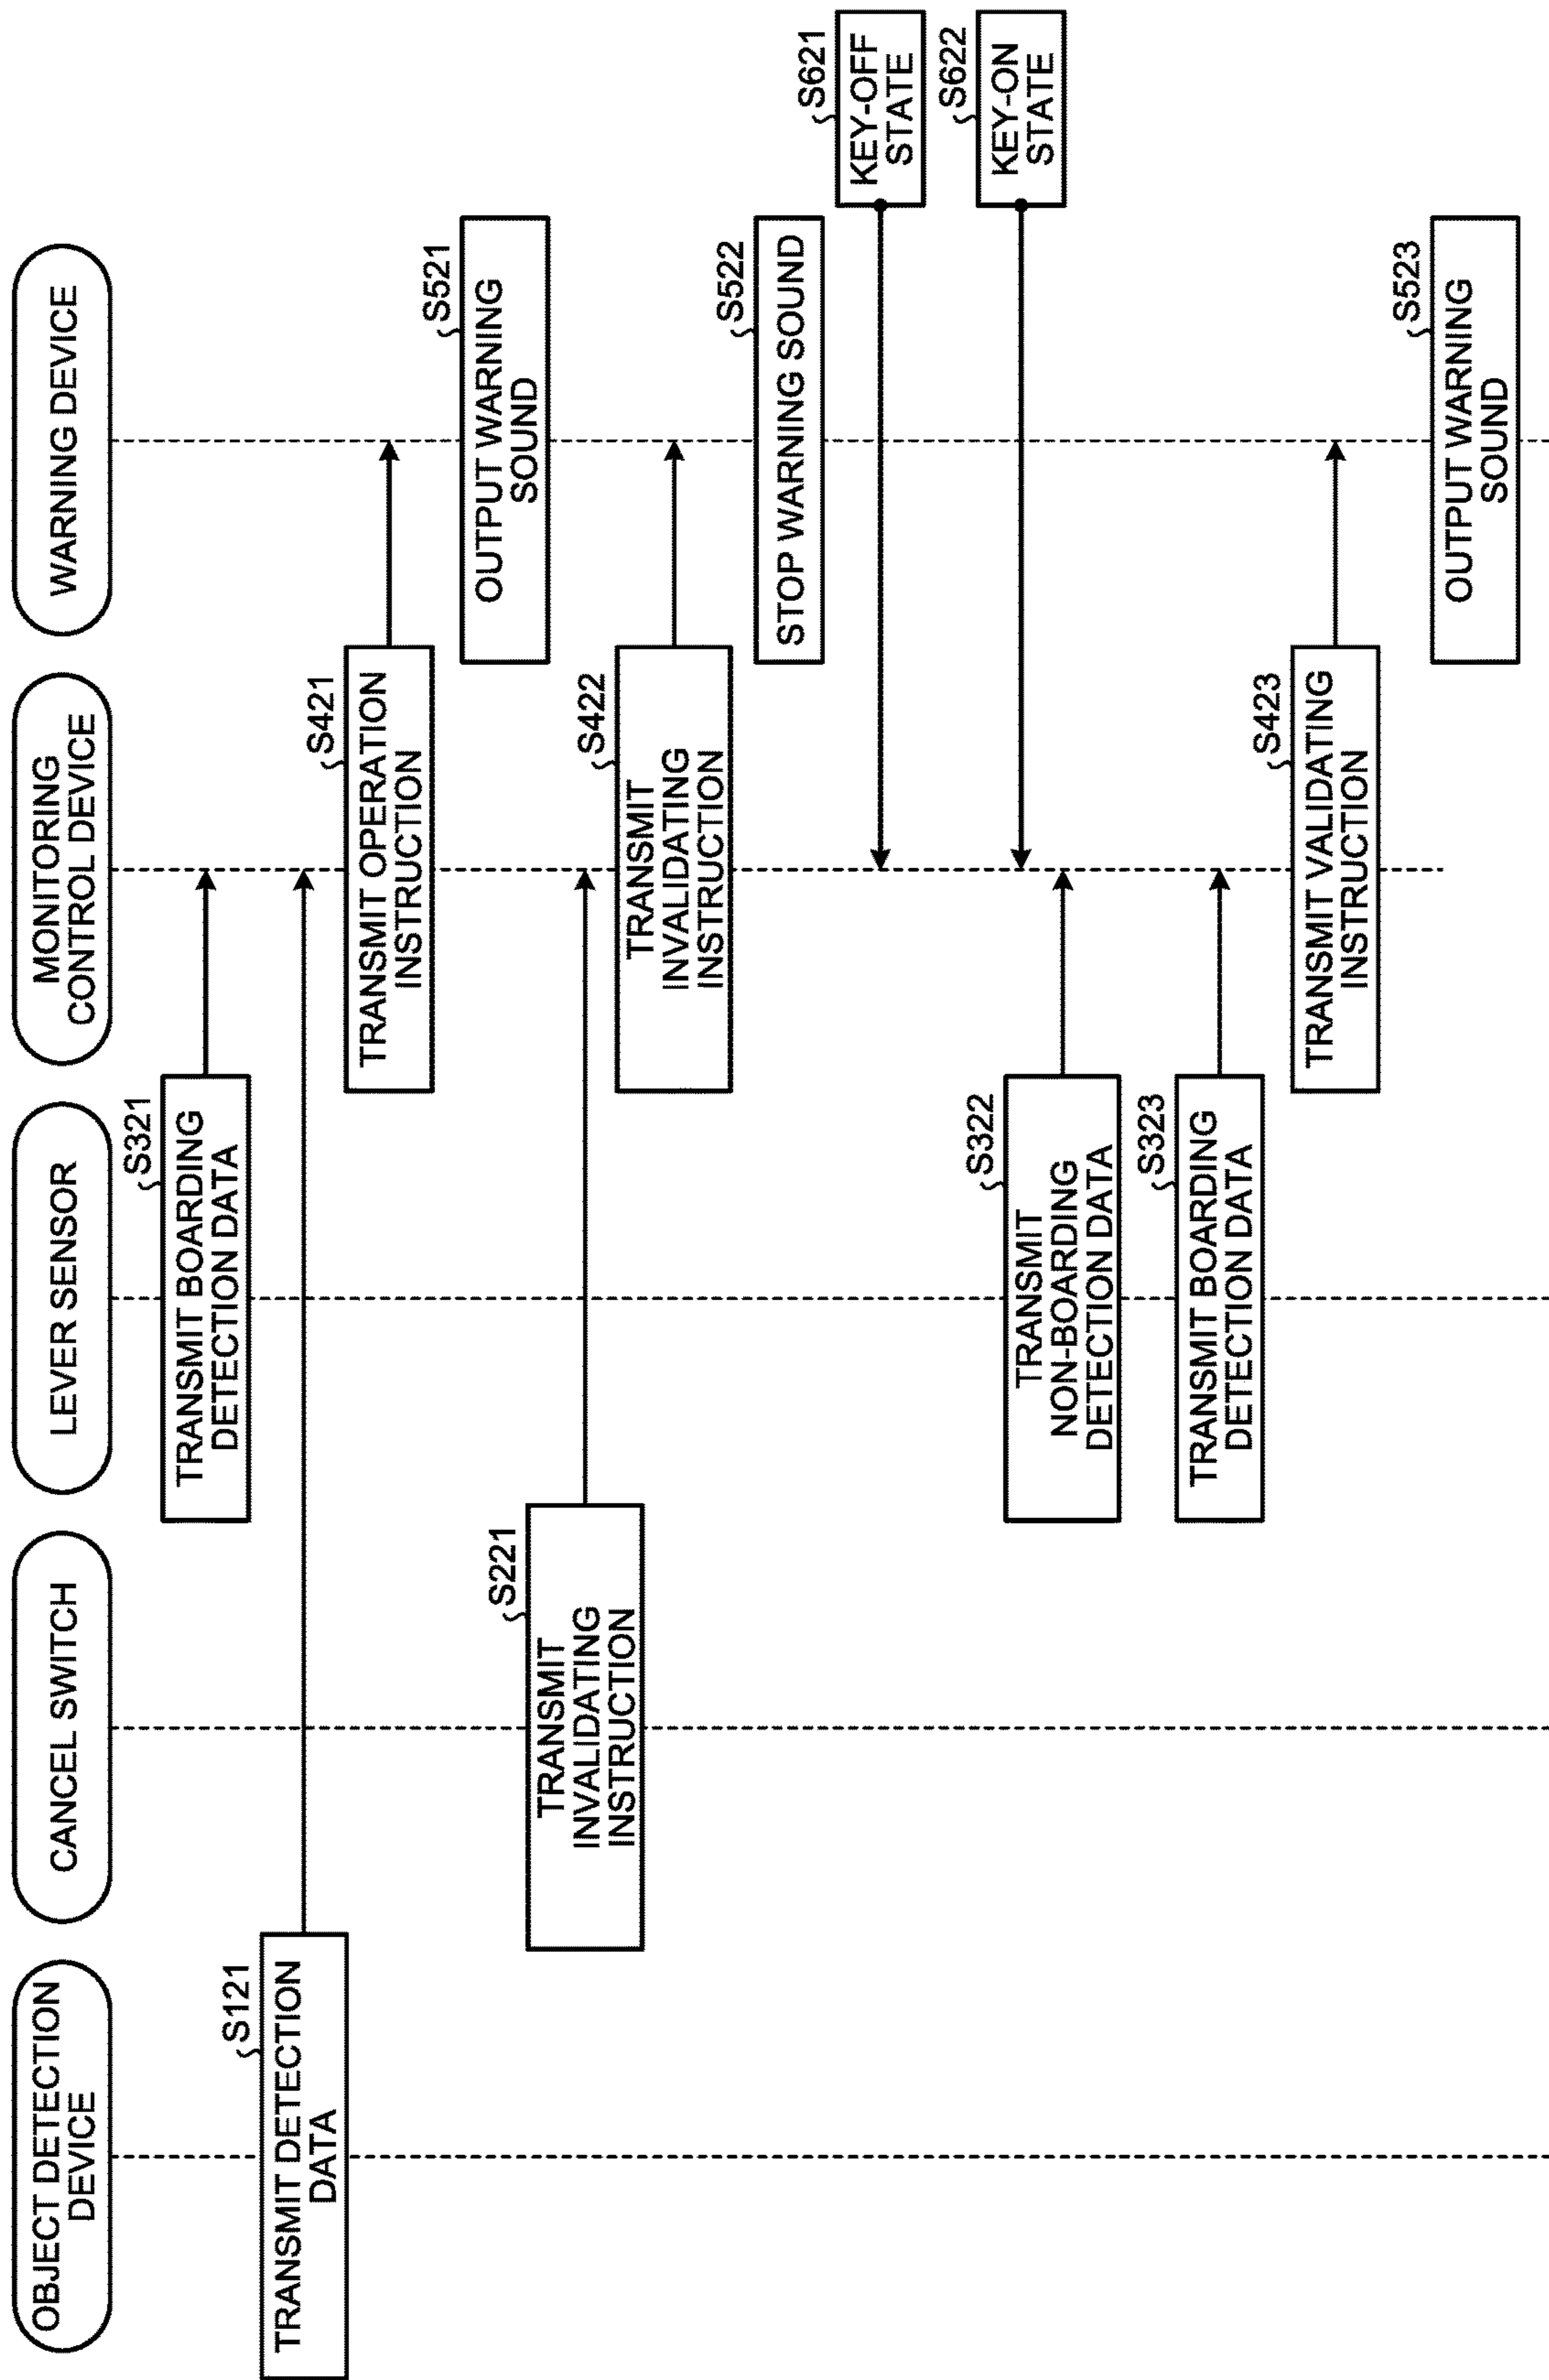 OBJECT DETECTION
DEVICE
CANCEL SWITCH
LEVER SENSOR
MONITORING
CONTROL DEVICE
WARNING DEVICE
S321
TRANSMIT BOARDING
DETECTION DATA
S121
TRANSMIT DETECTION
DATA
S421
TRANSMIT OPERATION
INSTRUCTION
S521
OUTPUT WARNING
SOUND
S221
TRANSMIT
INVALIDATING
INSTRUCTION
S422
TRANSMIT
INVALIDATING
INSTRUCTION
S522
STOP WARNING SOUND
S621
KEY-OFF
STATE
S622
KEY-ON
STATE
S322
TRANSMIT
NON-BOARDING
DETECTION DATA
S323
TRANSMIT BOARDING
DETECTION DATA
S423
TRANSMIT VALIDATING
INSTRUCTION
S523
OUTPUT WARNING
SOUND